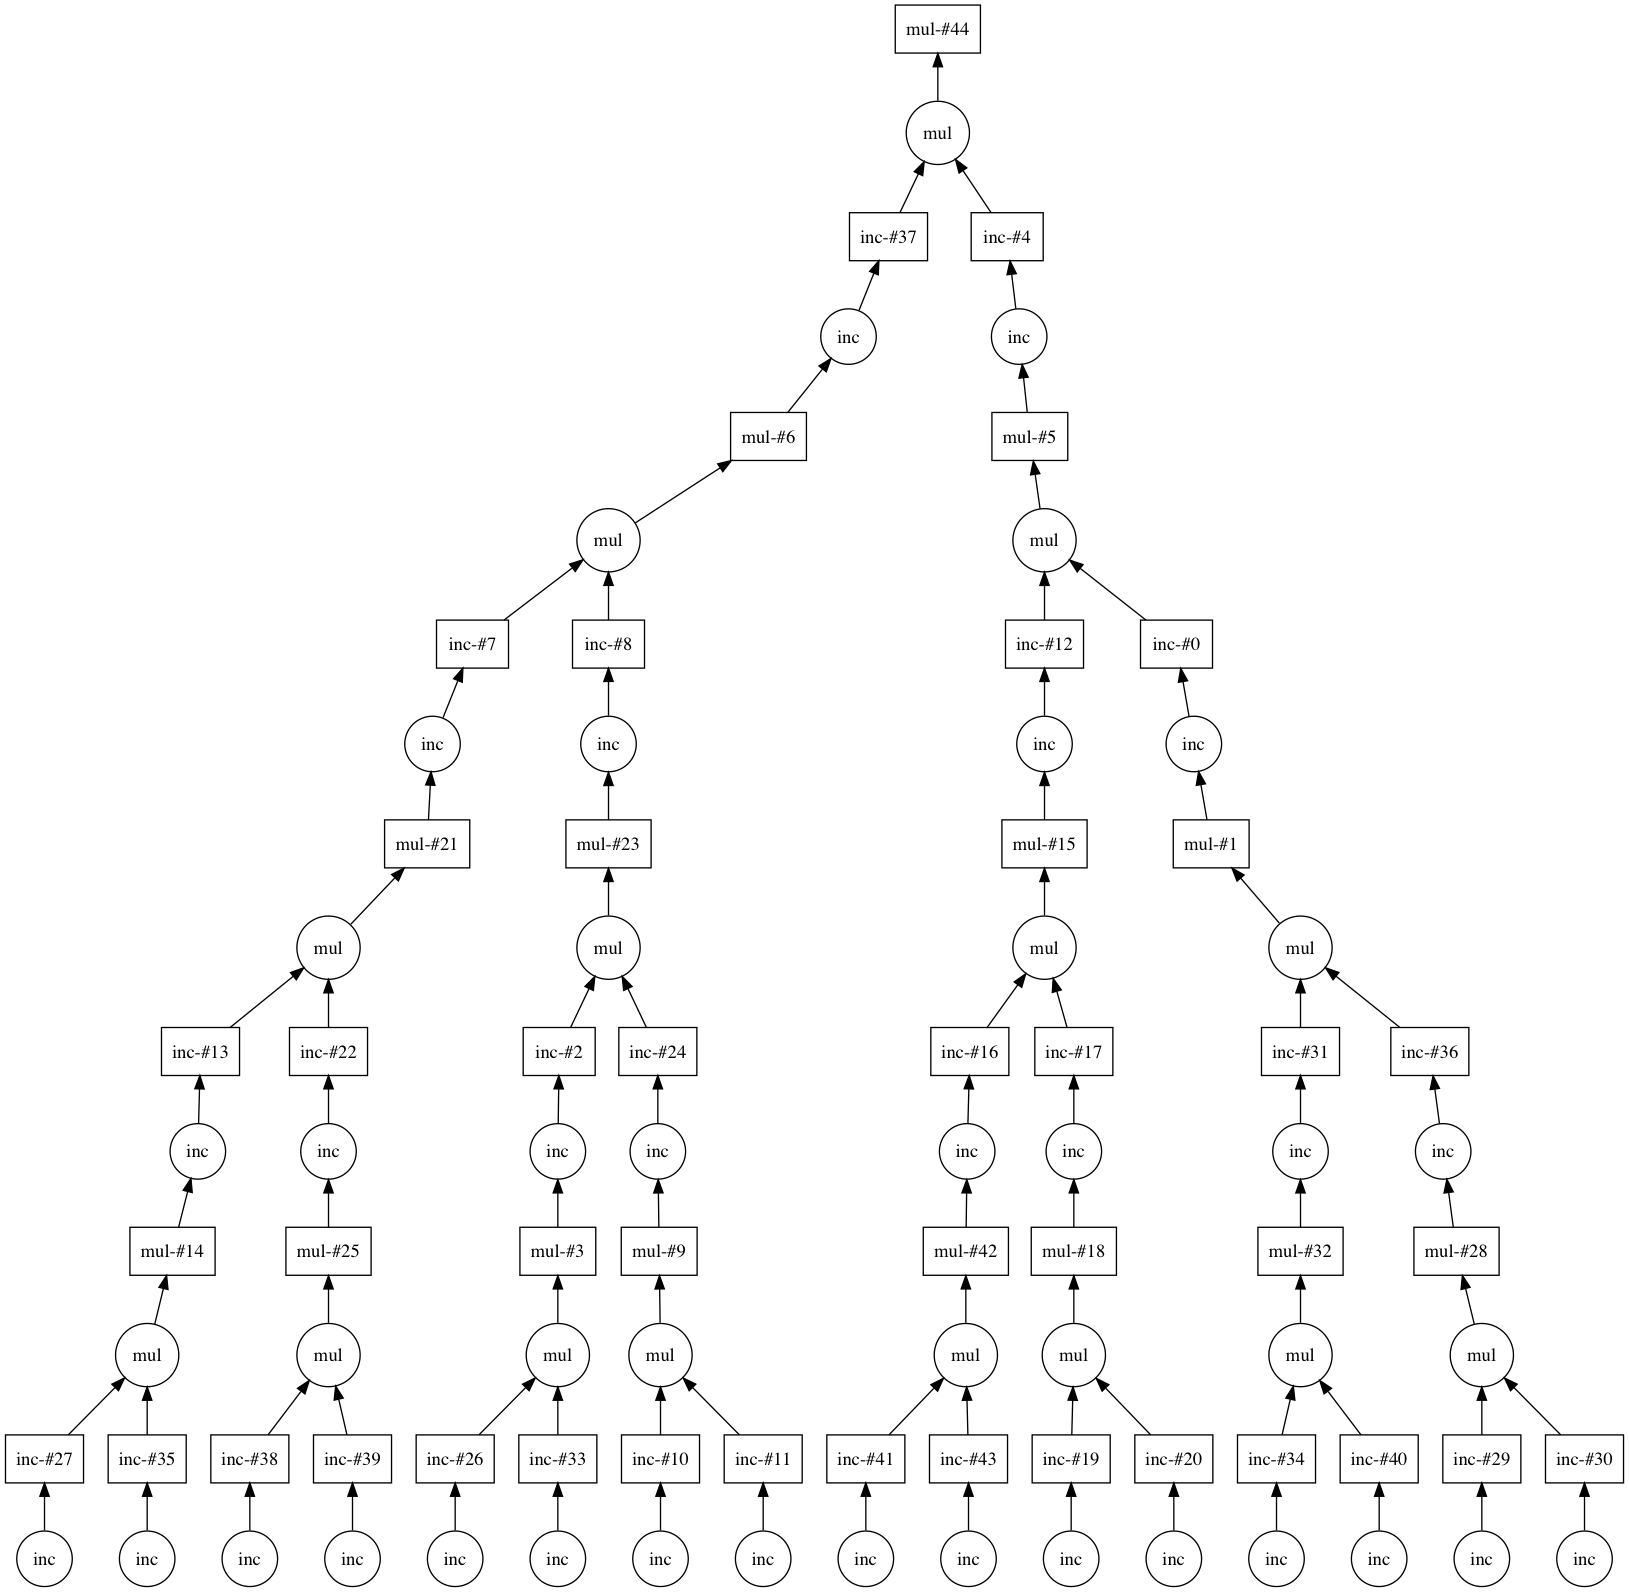 mul-#44
mul
inc-#37 inc-#4
inc inc
mul-#6 mul-#5
mul mul
inc-#7 inc-#8 inc-#12 inc-#0
inc inc inc inc
mul-#21 mul-#23 mul-#15 mul-#1
mul mul mul mul
inc-#13 inc-#22 inc-#2 inc-#24 inc-#16 inc-#17 inc-#31 inc-#36
inc inc inc inc inc inc inc inc
mul-#14 mul-#25 mul-#3 mul-#9 mul-#42 mul-#18 mul-#32 mul-#28
mul mul mul mul mul mul mul mul
inc-#27 inc-#35 inc-#38 inc-#39 inc-#26 inc-#33 inc-#10 inc-#11 inc-#41 inc-#43 inc-#19 inc-#20 inc-#34 inc-#40 inc-#29 inc-#30
inc inc inc inc inc inc inc inc inc inc inc inc inc inc inc inc